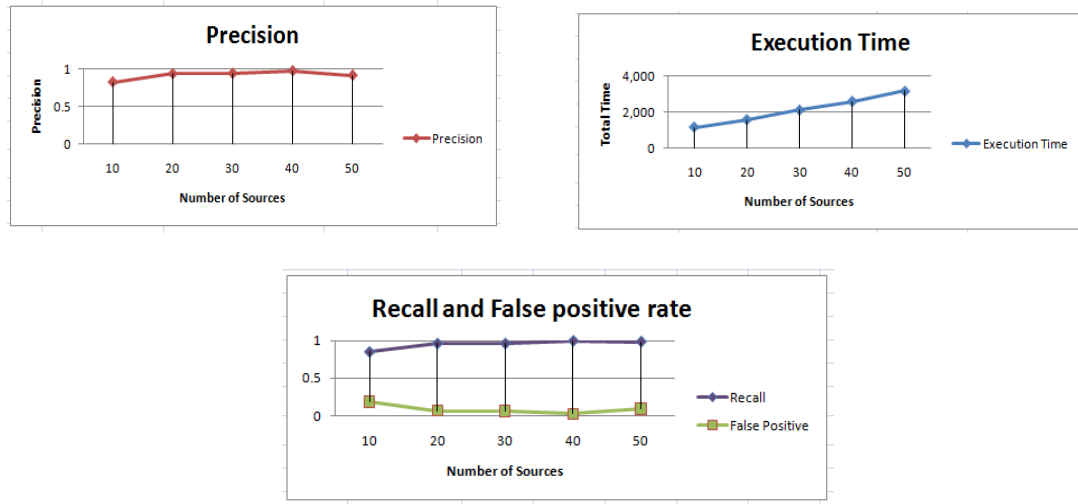 Precision
1
0.5
0
Precision
10 20 30 40 50
Number of Sources
Precision
Execution Time
4,000
2,000
0
Total Time
10 20 30 40 50
Number of Sources
Execution Time
Recall and False positive rate
1
0.5
0
10 20 30 40 50
Number of Sources
Recall
False Positive